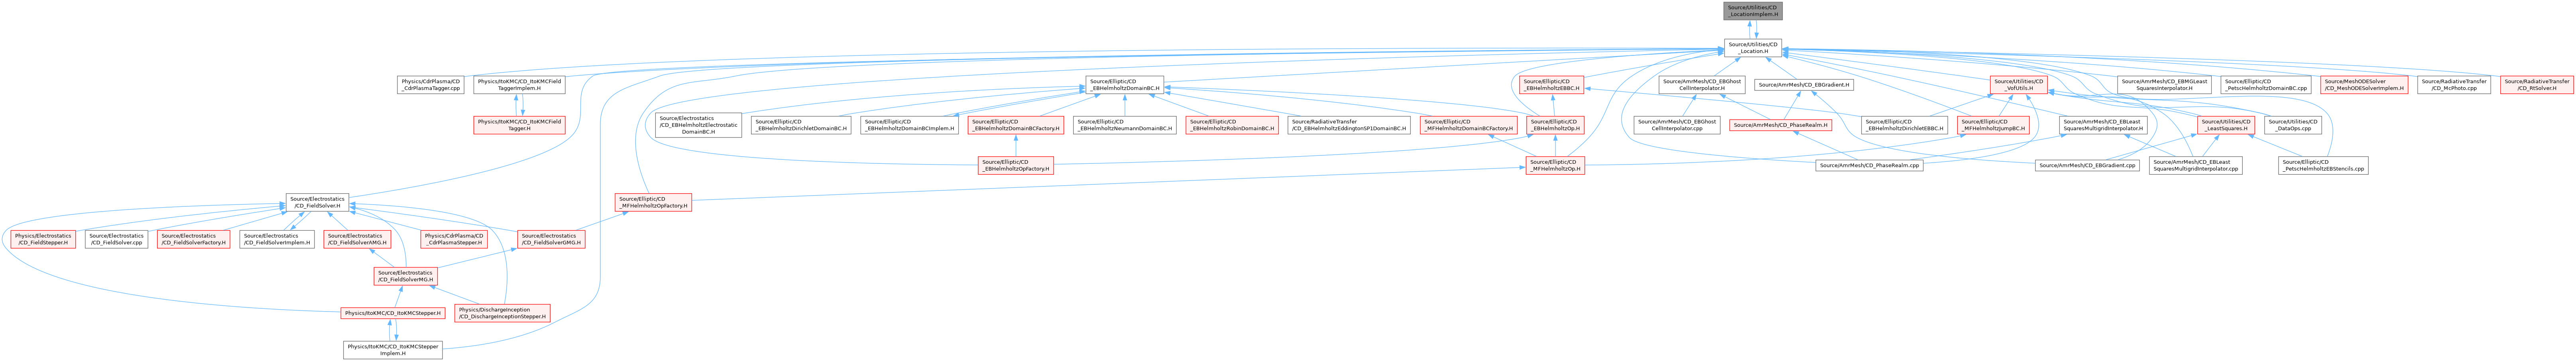 Source/Utilities/CD
_LocationImplem.H
Source/Utilities/CD
_Location.H
Physics/CdrPlasma/CD
_CdrPlasmaTagger.cpp
Physics/ItoKMC/CD_ItoKMCField
TaggerImplem.H
Source/Elliptic/CD
_EBHelmholtzDomainBC.H
Source/Elliptic/CD
_EBHelmholtzEBBC.H
Source/AmrMesh/CD_EBGhost
CellInterpolator.H
Source/AmrMesh/CD_EBGradient.H
Source/Utilities/CD
_VofUtils.H
Source/AmrMesh/CD_EBMGLeast
SquaresInterpolator.H
Source/Elliptic/CD
_PetscHelmholtzDomainBC.cpp
Source/MeshODESolver
/CD_MeshODESolverImplem.H
Source/RadiativeTransfer
/CD_McPhoto.cpp
Source/RadiativeTransfer
/CD_RtSolver.H
Physics/ItoKMC/CD_ItoKMCField
Tagger.H
Source/Electrostatics
/CD_EBHelmholtzElectrostatic
DomainBC.H
Source/Elliptic/CD
_EBHelmholtzDirichletDomainBC.H
Source/Elliptic/CD
_EBHelmholtzDomainBCImplem.H
Source/Elliptic/CD
_EBHelmholtzDomainBCFactory.H
Source/Elliptic/CD
_EBHelmholtzNeumannDomainBC.H
Source/Elliptic/CD
_EBHelmholtzRobinDomainBC.H
Source/RadiativeTransfer
/CD_EBHelmholtzEddingtonSP1DomainBC.H
Source/Elliptic/CD
_MFHelmholtzDomainBCFactory.H
Source/Elliptic/CD
_EBHelmholtzOp.H
Source/AmrMesh/CD_EBGhost
CellInterpolator.cpp
Source/AmrMesh/CD_PhaseRealm.H
Source/Elliptic/CD
_EBHelmholtzDirichletEBBC.H
Source/Elliptic/CD
_MFHelmholtzJumpBC.H
Source/AmrMesh/CD_EBLeast
SquaresMultigridInterpolator.H
Source/Utilities/CD
_LeastSquares.H
Source/Utilities/CD
_DataOps.cpp
Source/Elliptic/CD
_EBHelmholtzOpFactory.H
Source/Elliptic/CD
_MFHelmholtzOp.H
Source/AmrMesh/CD_PhaseRealm.cpp
Source/AmrMesh/CD_EBGradient.cpp
Source/AmrMesh/CD_EBLeast
SquaresMultigridInterpolator.cpp
Source/Elliptic/CD
_PetscHelmholtzEBStencils.cpp
Source/Electrostatics
/CD_FieldSolver.H
Source/Elliptic/CD
_MFHelmholtzOpFactory.H
Physics/Electrostatics
/CD_FieldStepper.H
Source/Electrostatics
/CD_FieldSolver.cpp
Source/Electrostatics
/CD_FieldSolverFactory.H
Source/Electrostatics
/CD_FieldSolverImplem.H
Source/Electrostatics
/CD_FieldSolverAMG.H
Physics/CdrPlasma/CD
_CdrPlasmaStepper.H
Source/Electrostatics
/CD_FieldSolverGMG.H
Source/Electrostatics
/CD_FieldSolverMG.H
Physics/ItoKMC/CD_ItoKMCStepper.H
Physics/DischargeInception
/CD_DischargeInceptionStepper.H
Physics/ItoKMC/CD_ItoKMCStepper
Implem.H